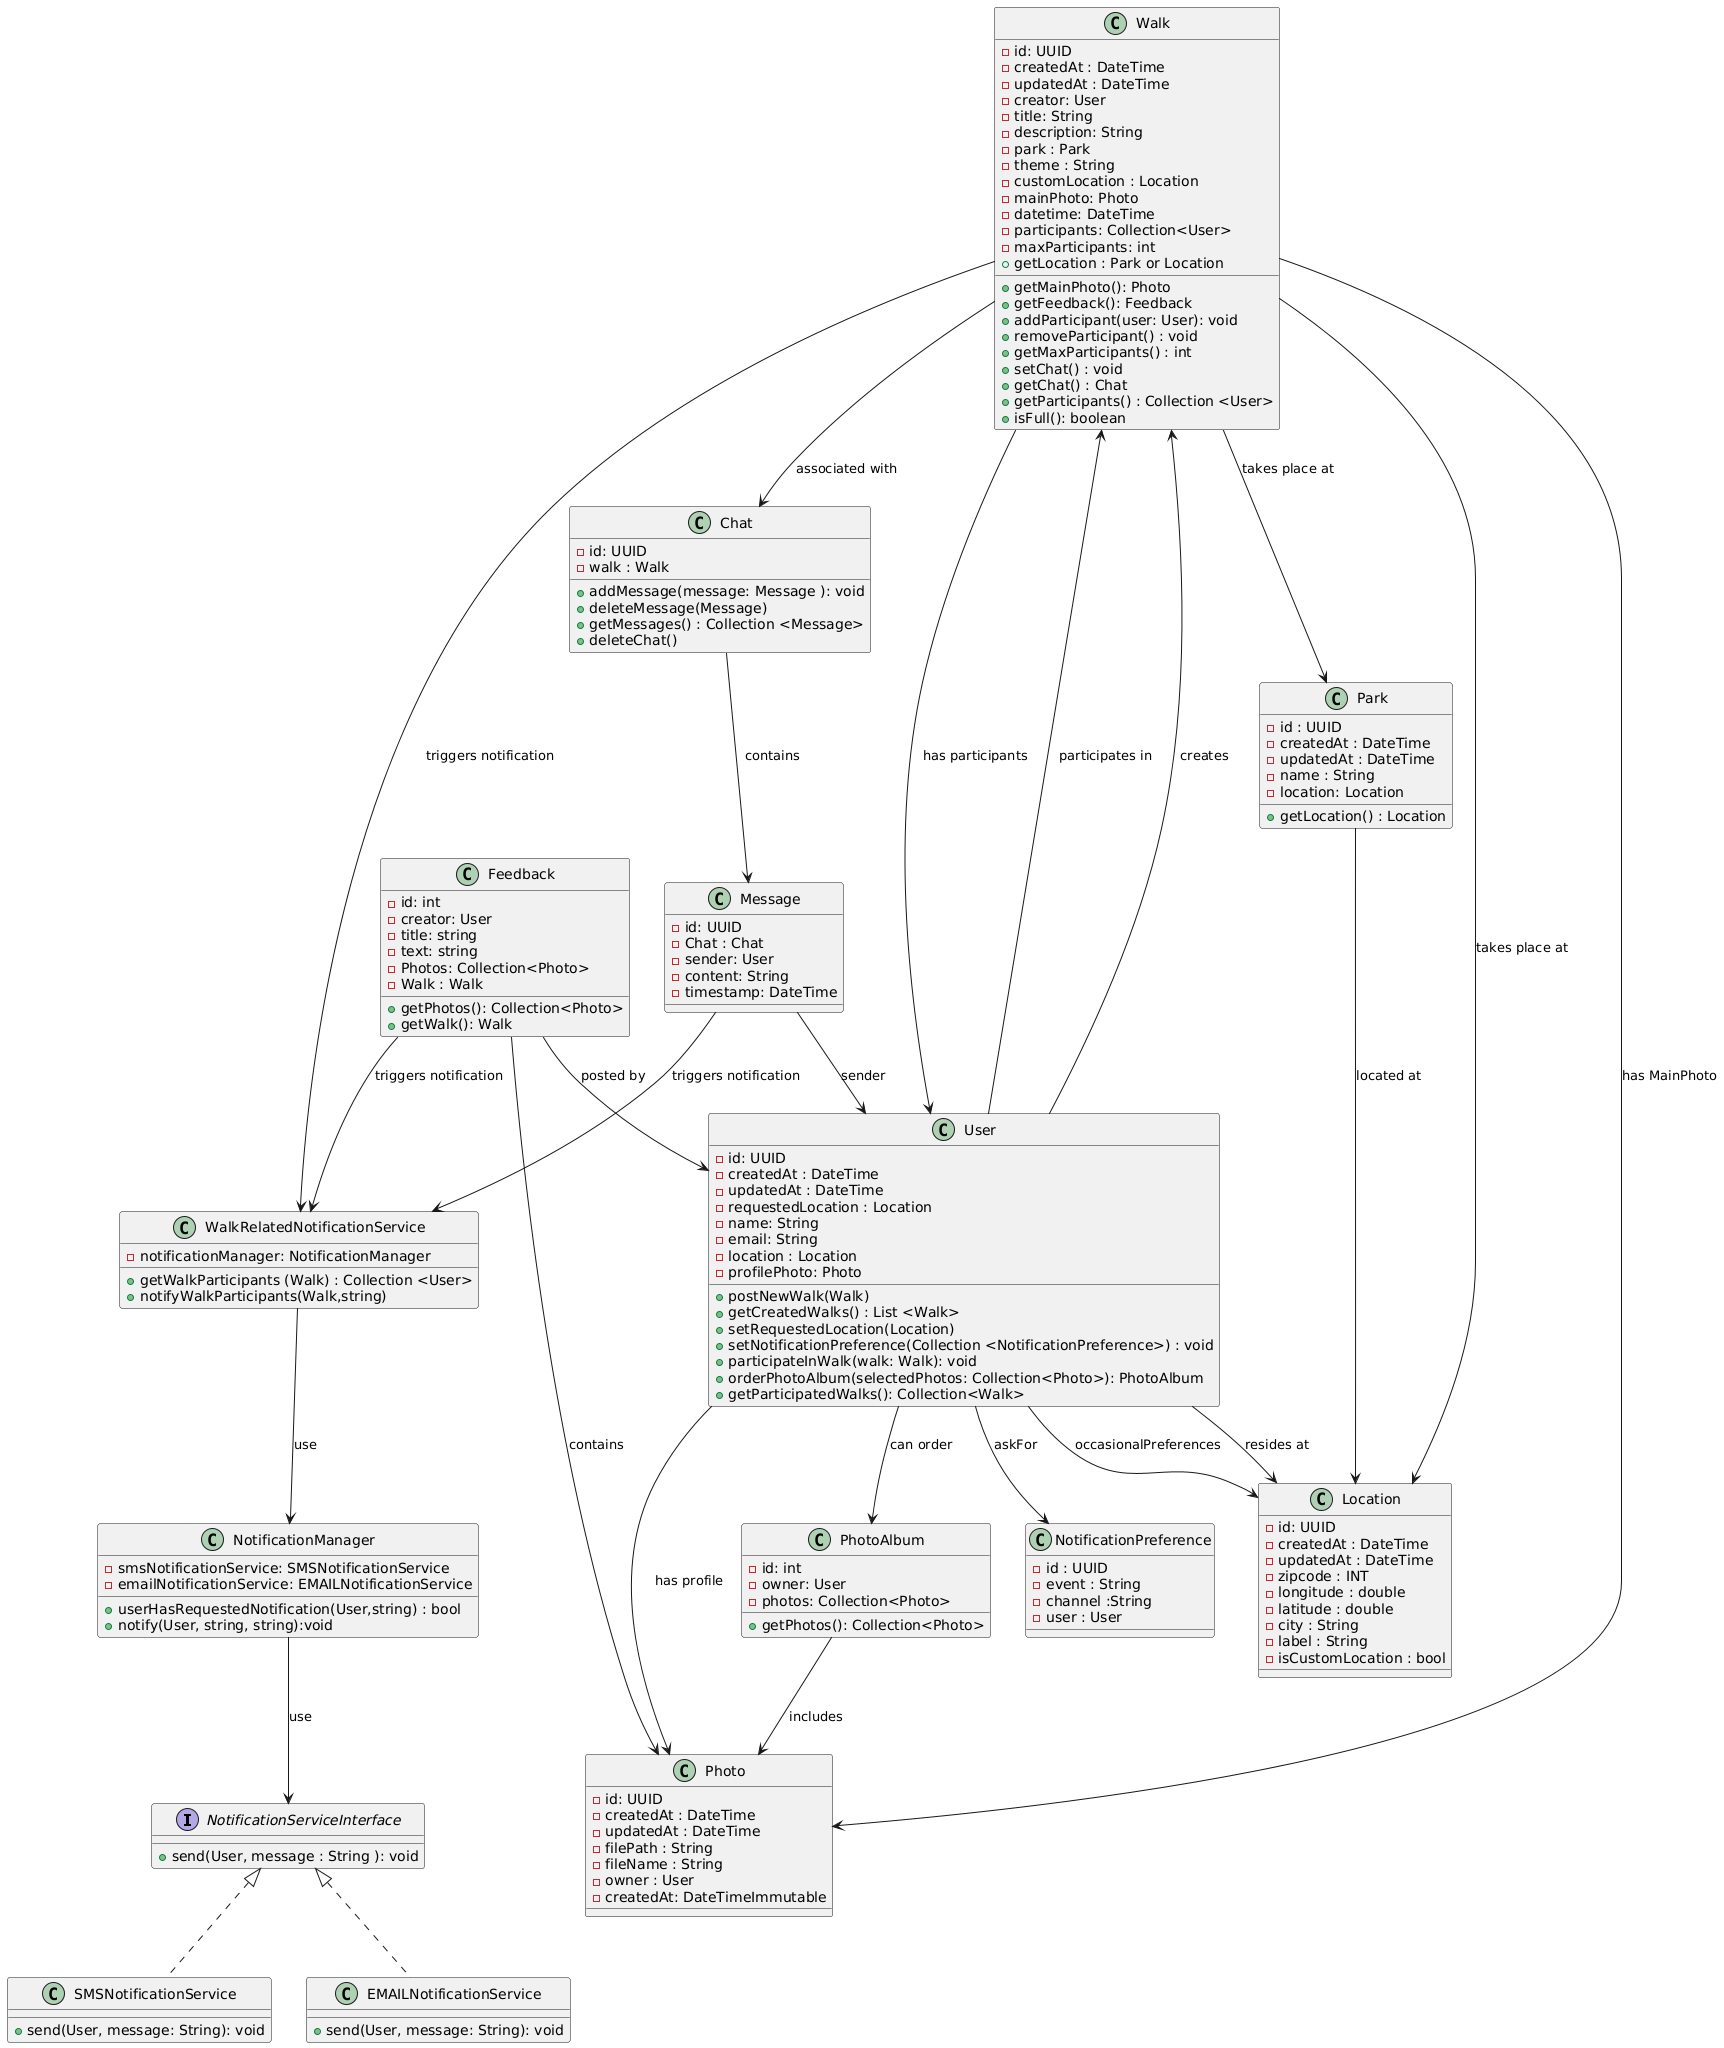 C Walk
id: UUID
createdAt : DateTime
updatedAt : DateTime
creator: User
title: String
description: String
park : Park
theme : String
customLocation : Location
mainPhoto: Photo
datetime: DateTime
participants: Collection<User>
maxParticipants: int
getLocation : Park or Location
getMainPhoto(): Photo
getFeedback(): Feedback
addParticipant(user: User): void
removeParticipant() : void
getMaxParticipants() : int
setChat() : void
getChat() : Chat
getParticipants() : Collection <User>
isFull(): boolean
associated with
takes place at
C Chat
id: UUID
walk : Walk
addMessage(message: Message ): void
deleteMessage(Message)
getMessages() : Collection <Message>
deleteChat()
C Park
id : UUID
createdAt : DateTime
updatedAt : DateTime
name : String
location: Location
getLocation() : Location
triggers notification
contains
has participants
participates in
creates
C Feedback
id: int
creator: User
title: string
text: string
Photos: Collection<Photo>
Walk : Walk
getPhotos(): Collection<Photo>
getWalk(): Walk
C Message
id: UUID
Chat : Chat
sender: User
content: String
timestamp: DateTime
takes place at
triggers notification
posted by
triggers notification
sender
located at
has MainPhoto
C User
id: UUID
createdAt : DateTime
updatedAt : DateTime
requestedLocation : Location
name: String
email: String
location : Location
profilePhoto: Photo
postNewWalk(Walk)
getCreatedWalks() : List <Walk>
setRequestedLocation(Location)
setNotificationPreference(Collection <NotificationPreference>) : void
participateInWalk(walk: Walk): void
orderPhotoAlbum(selectedPhotos: Collection<Photo>): PhotoAlbum
getParticipatedWalks(): Collection<Walk>
C WalkRelatedNotificationService
notificationManager: NotificationManager
getWalkParticipants (Walk) : Collection <User>
notifyWalkParticipants(Walk,string)
use
contains
can order
askFor
occasionalPreferences
resides at
C NotificationManager
smsNotificationService: SMSNotificationService
emailNotificationService: EMAILNotificationService
userHasRequestedNotification(User,string) : bool
notify(User, string, string):void
has profile
C PhotoAlbum
id: int
owner: User
photos: Collection<Photo>
getPhotos(): Collection<Photo>
C NotificationPreference
id : UUID
event : String
channel :String
user : User
C Location
id: UUID
createdAt : DateTime
updatedAt : DateTime
zipcode : INT
longitude : double
latitude : double
city : String
label : String
isCustomLocation : bool
use
includes
I NotificationServiceInterface
send(User, message : String ): void
C Photo
id: UUID
createdAt : DateTime
updatedAt : DateTime
filePath : String
fileName : String
owner : User
createdAt: DateTimeImmutable
C SMSNotificationService
send(User, message: String): void
C EMAILNotificationService
send(User, message: String): void